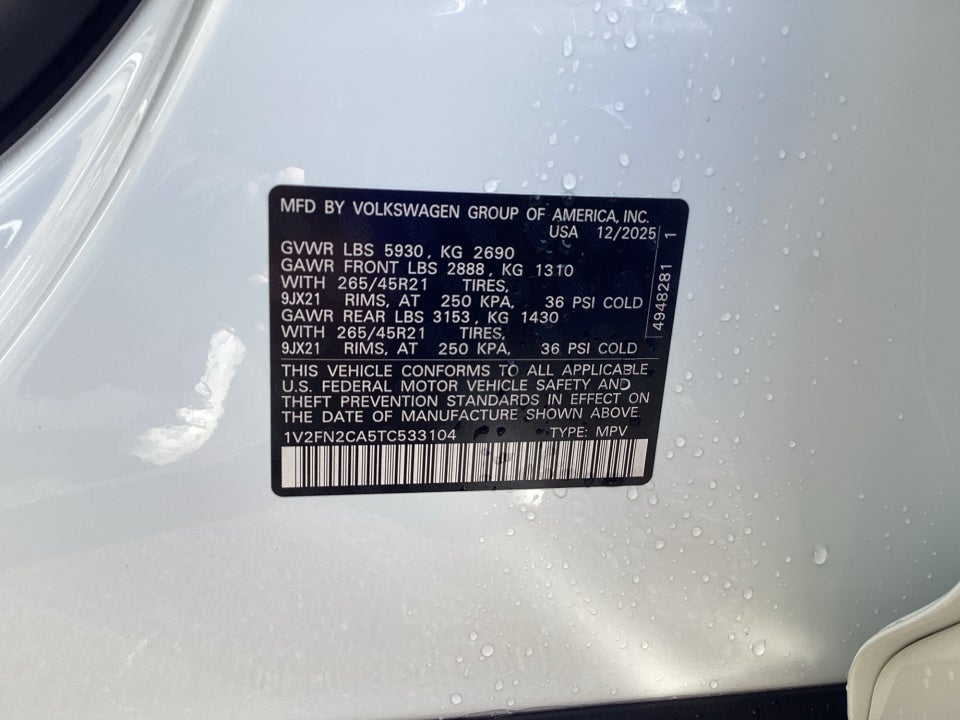 MFD BY VOLKSWAGEN GROUP OF AMERICA, INC.
USA 12/2025
GVWR LBS 5930, KG 2690
GAWR FRONT LBS 2888, KG 1310
WITH 265/45R21 TIRES,
9JX21 RIMS, AT 250 KPA, 36 PSI COLD
GAWR REAR LBS 3153, KG 1430
WITH 265/45R21 TIRES,
9JX21 RIMS, AT 250 KPA, 36 PSI COLD
4948281 1
THIS VEHICLE CONFORMS TO ALL APPLICABLE
U.S. FEDERAL MOTOR VEHICLE SAFETY AND
THEFT PREVENTION STANDARDS IN EFFECT ON
THE DATE OF MANUFACTURE SHOWN ABOVE.
1V2FN2CA5TC533104 TYPE: MPV